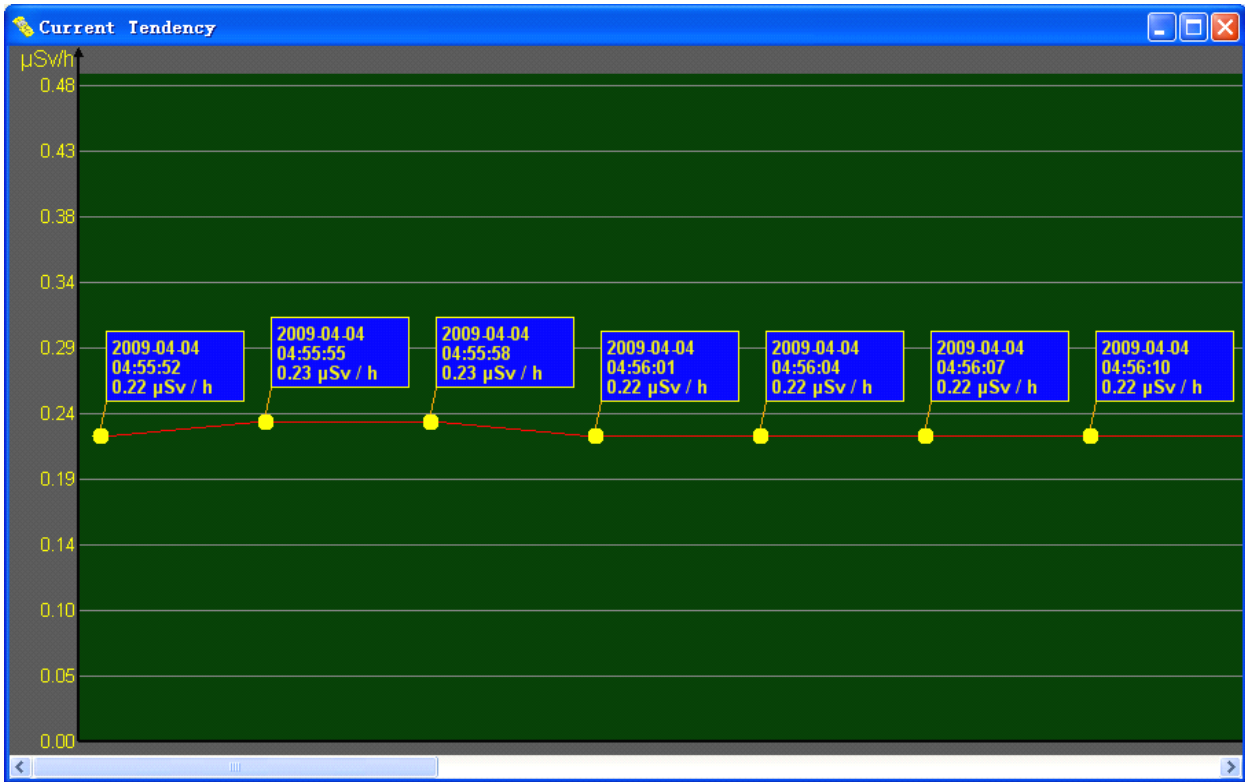 Current Tendency
µSv/h
0.48
0.43
0.38
0.34
0.29
0.24
0.19
0.14
0.10
0.05
0.00
2009-04-04
04:55:52
0.22 µSv / h
2009-04-04
04:55:55
0.23 µSv / h
2009-04-04
04:55:58
0.23 µSv / h
2009-04-04
04:56:01
0.22 µSv / h
2009-04-04
04:56:04
0.22 µSv / h
2009-04-04
04:56:07
0.22 µSv / h
2009-04-04
04:56:10
0.22 µSv / h